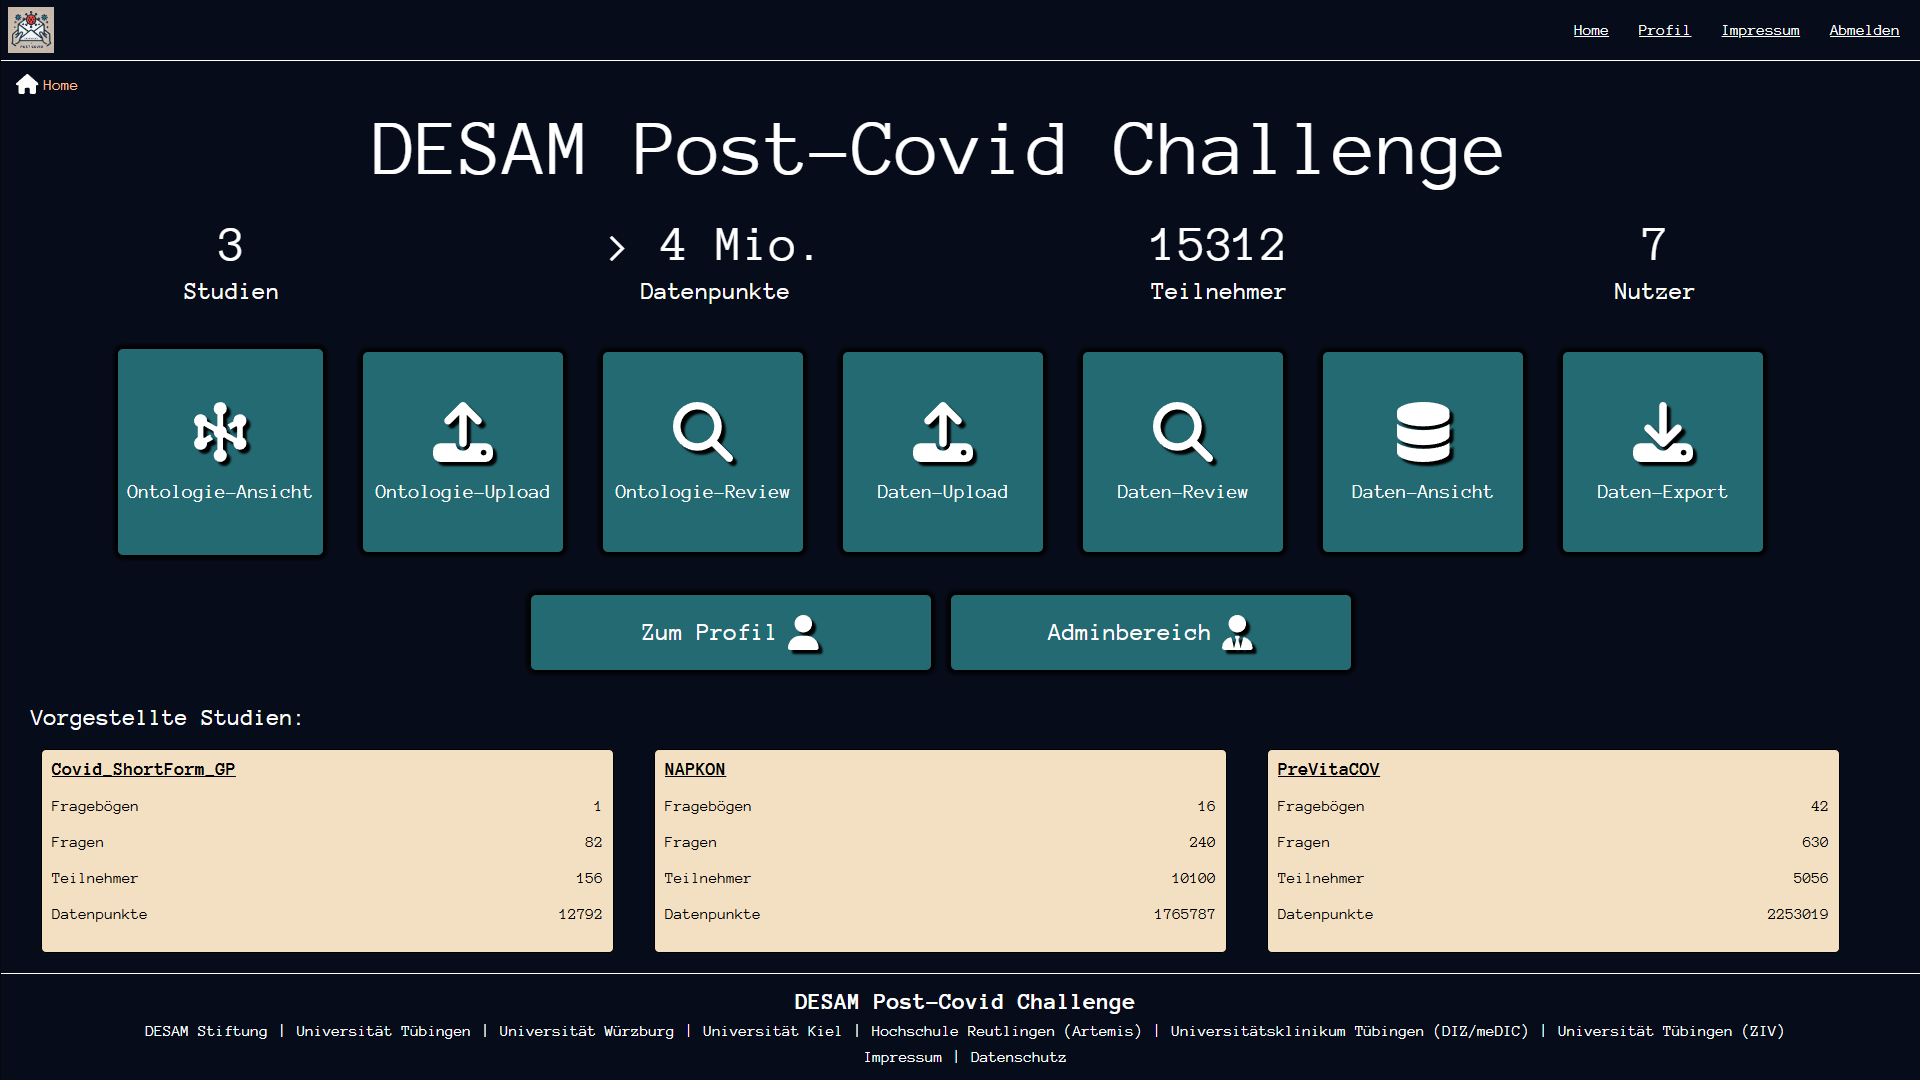 POST COVID
Home Profil Impressum Abmelden
Home
DESAM Post-Covid Challenge
3 > 4 Mio. 15312 7
Studien Datenpunkte Teilnehmer Nutzer
Ontologie-Ansicht Ontologie-Upload Ontologie-Review Daten-Upload Daten-Review Daten-Ansicht Daten-Export
Zum Profil Adminbereich
Vorgestellte Studien:
Covid_ShortForm_GP
Fragebögen 1
Fragen 82
Teilnehmer 156
Datenpunkte 12792
NAPKON
Fragebögen 16
Fragen 240
Teilnehmer 10100
Datenpunkte 1765787
PreVitaCOV
Fragebögen 42
Fragen 630
Teilnehmer 5056
Datenpunkte 2253019
DESAM Post-Covid Challenge
DESAM Stiftung | Universität Tübingen | Universität Würzburg | Universität Kiel | Hochschule Reutlingen (Artemis) | Universitätsklinikum Tübingen (DIZ/meDIC) | Universität Tübingen (ZIV)
Impressum | Datenschutz